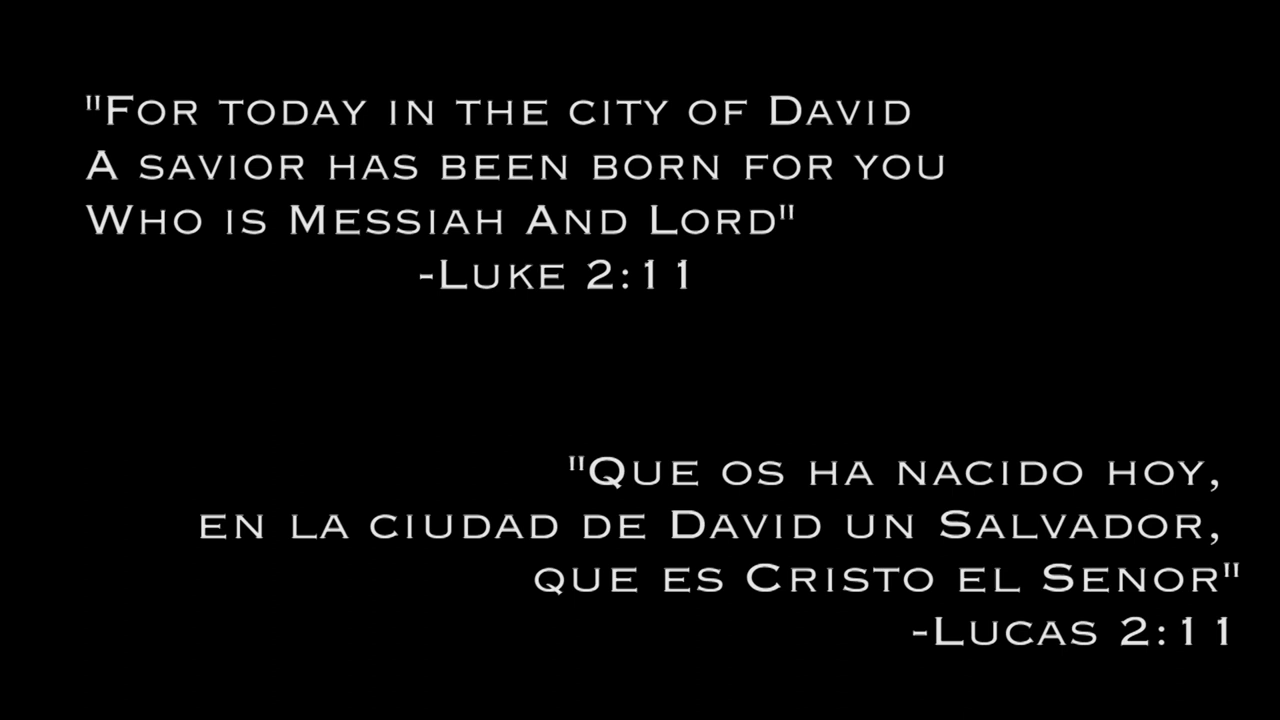 "For today in the city of David
A savior has been born for you
Who is Messiah And Lord"
-Luke 2:11
"Que os ha nacido hoy,
en la ciudad de David un Salvador,
que es Cristo el Senor"
-Lucas 2:11